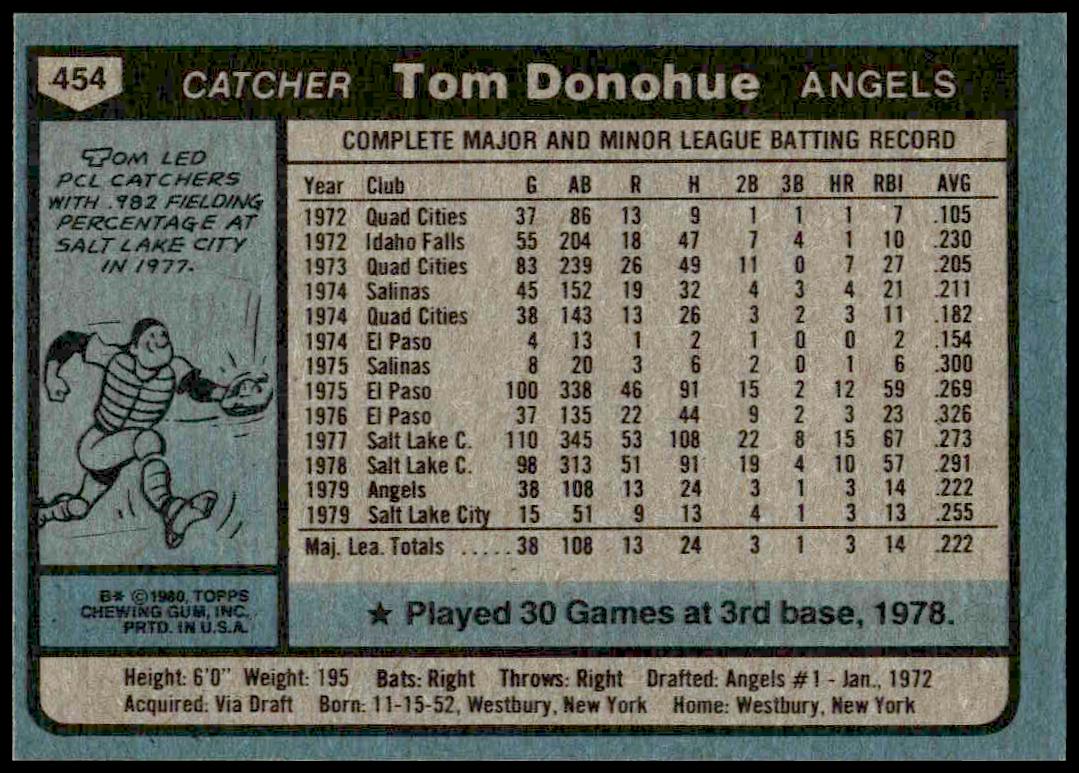 454 CATCHER Tom Donohue ANGELS
TOM LED
PCL CATCHERS
WITH .982 FIELDING
PERCENTAGE AT
SALT LAKE CITY
IN 1977.
COMPLETE MAJOR AND MINOR LEAGUE BATTING RECORD
Year Club G AB R H 2B 3B HR RBI AVG
1972 Quad Cities 37 86 13 9 1 1 1 7 .105
1972 Idaho Falls 55 204 18 47 7 4 1 10 .230
1973 Quad Cities 83 239 26 49 11 0 7 27 .205
1974 Salinas 45 152 19 32 4 3 4 21 .211
1974 Quad Cities 38 143 13 26 3 2 3 11 .182
1974 El Paso 4 13 1 2 1 0 0 2 .154
1975 Salinas 8 20 3 6 2 0 1 6 .300
1975 El Paso 100 338 46 91 15 2 12 59 .269
1976 El Paso 37 135 22 44 9 2 3 23 .326
1977 Salt Lake C. 110 345 53 108 22 8 15 67 .273
1978 Salt Lake C. 98 313 51 91 19 4 10 57 .291
1979 Angels 38 108 13 24 3 1 3 14 .222
1979 Salt Lake City 15 51 9 13 4 1 3 13 .255
Maj. Lea. Totals .....38 108 13 24 3 1 3 14 .222
B* ©1980, TOPPS
CHEWING GUM, INC.
PRTD. IN U.S.A.
★ Played 30 Games at 3rd base, 1978.
Height: 6'0" Weight: 195 Bats: Right Throws: Right Drafted: Angels #1 - Jan., 1972
Acquired: Via Draft Born: 11-15-52, Westbury, New York Home: Westbury, New York